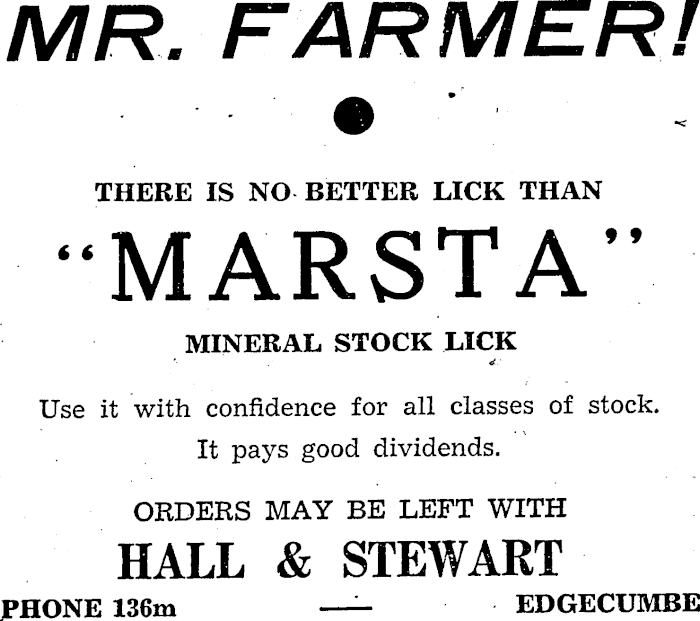 MR. FARMER!
THERE IS NO BETTER LICK THAN
“MARSTA”
MINERAL STOCK LICK
Use it with confidence for all classes of stock.
It pays good dividends.
ORDERS MAY BE LEFT WITH
HALL & STEWART
PHONE 136m — EDGECUMBE